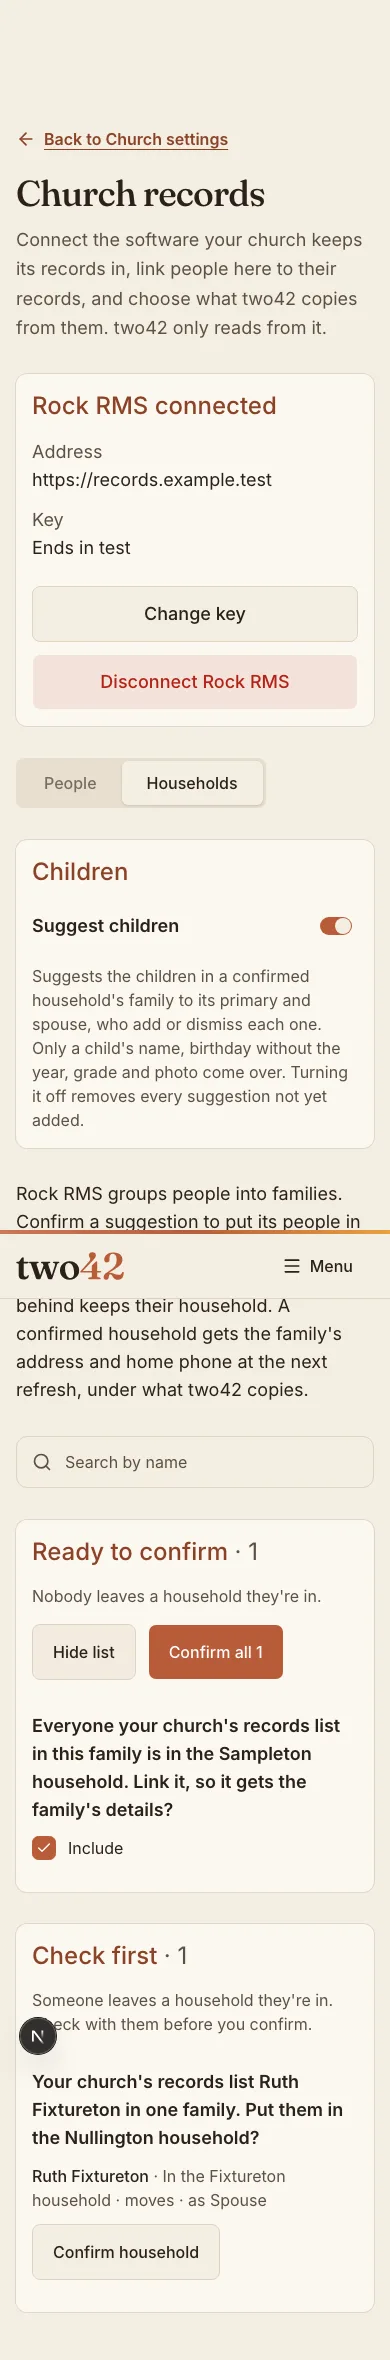 Back to Church settings
Church records
Connect the software your church keeps
its records in, link people here to their
records, and choose what two42 copies
from them. two42 only reads from it.
Rock RMS connected
Address
https://records.example.test
Key
Ends in test
Change key
Disconnect Rock RMS
People
Households
Children
Suggest children
Suggests the children in a confirmed
household's family to its primary and
spouse, who add or dismiss each one.
Only a child's name, birthday without the
year, grade and photo come over. Turning
it off removes every suggestion not yet
added.
Rock RMS groups people into families.
Confirm a suggestion to put its people in
two42
Menu
behind keeps their household. A
confirmed household gets the family's
address and home phone at the next
refresh, under what two42 copies.
Search by name
Ready to confirm · 1
Nobody leaves a household they're in.
Hide list
Confirm all 1
Everyone your church's records list
in this family is in the Sampleton
household. Link it, so it gets the
family's details?
Include
Check first · 1
Someone leaves a household they're in.
eck with them before you confirm.
N
Your church's records list Ruth
Fixtureton in one family. Put them in
the Nullington household?
Ruth Fixtureton · In the Fixtureton
household · moves · as Spouse
Confirm household